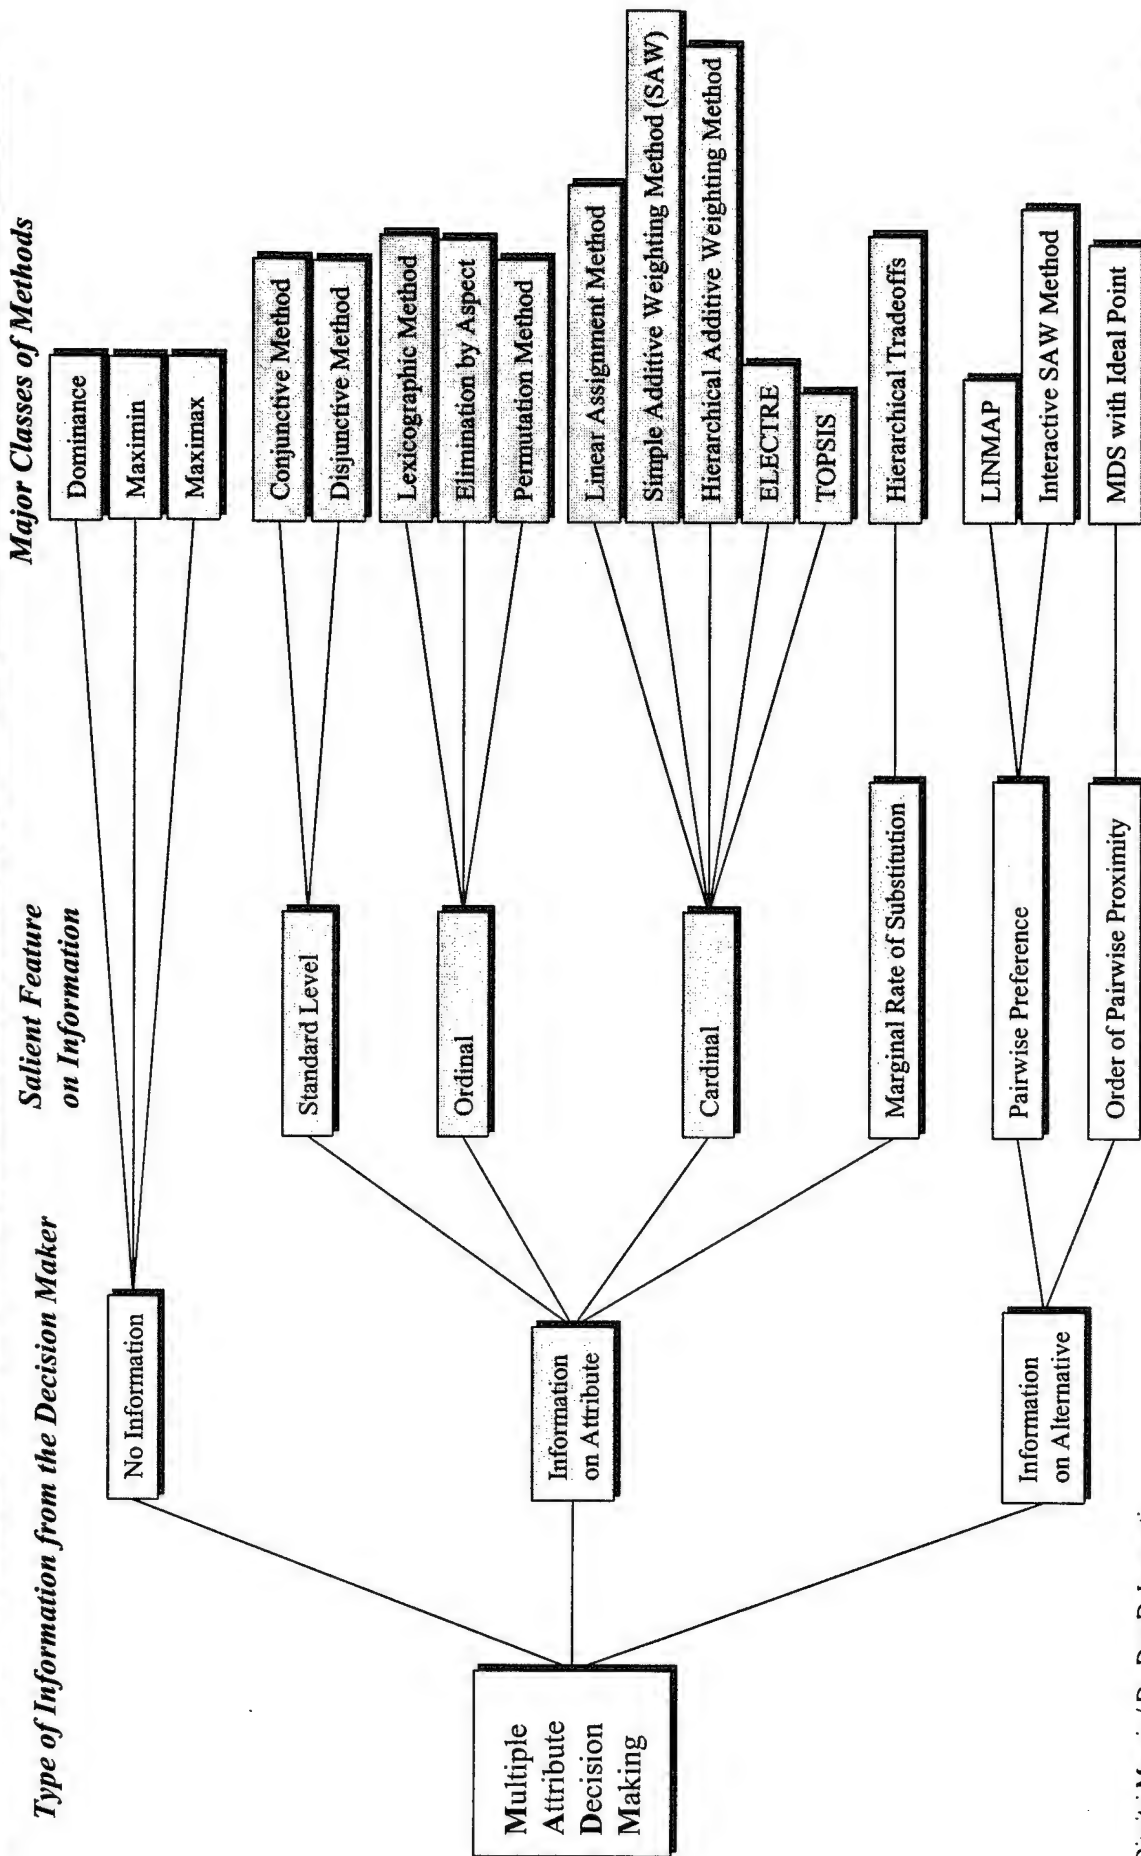 Type of Information from the Decision Maker
Salient Feature
on Information
Major Classes of Methods
Multiple
Attribute
Decision
Making
No Information
Dominance
Maximin
Maximax
Information
on Attribute
Standard Level
Conjunctive Method
Disjunctive Method
Ordinal
Lexicographic Method
Elimination by Aspect
Permutation Method
Cardinal
Linear Assignment Method
Simple Additive Weighting Method (SAW)
Hierarchical Additive Weighting Method
ELECTRE
TOPSIS
Marginal Rate of Substitution
Hierarchical Tradeoffs
Information
on Alternative
Pairwise Preference
LINMAP
Interactive SAW Method
Order of Pairwise Proximity
MDS with Ideal Point